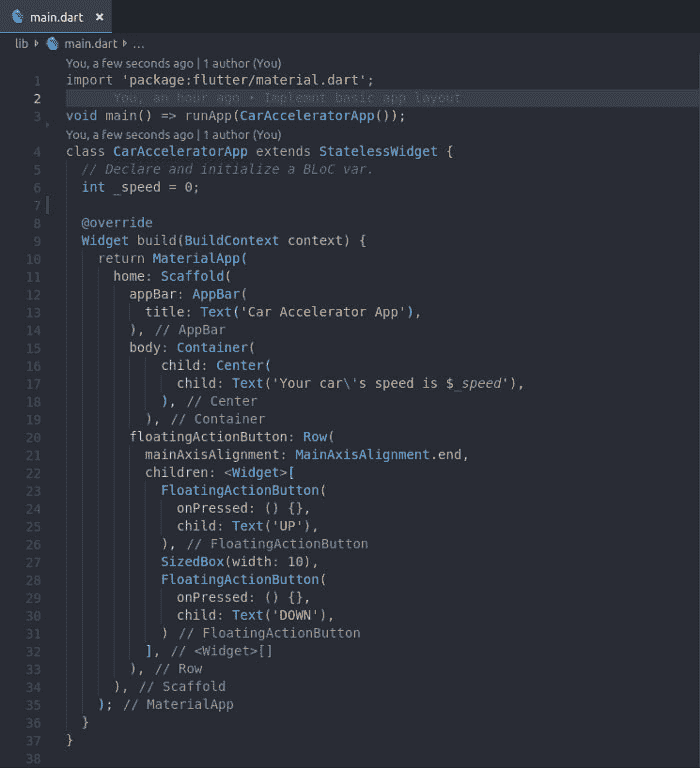 main.dart ×
lib main.dart ...
You, a few seconds ago | 1 author (You)
1 import 'package:flutter/material.dart';
2 You, an hour ago • Implemnt basic app layout
3 void main() => runApp(CarAcceleratorApp());
You, a few seconds ago | 1 author (You)
4 class CarAcceleratorApp extends StatelessWidget {
5 // Declare and initialize a BLoC var.
6 int _speed = 0;
7
8 @override
9 Widget build(BuildContext context) {
10 return MaterialApp(
11 home: Scaffold(
12 appBar: AppBar(
13 title: Text('Car Accelerator App'),
14 ), // AppBar
15 body: Container(
16 child: Center(
17 child: Text('Your car\'s speed is $_speed'),
18 ), // Center
19 ), // Container
20 floatingActionButton: Row(
21 mainAxisAlignment: MainAxisAlignment.end,
22 children: <Widget>[
23 FloatingActionButton(
24 onPressed: () {},
25 child: Text('UP'),
26 ), // FloatingActionButton
27 SizedBox(width: 10),
28 FloatingActionButton(
29 onPressed: () {},
30 child: Text('DOWN'),
31 ) // FloatingActionButton
32 ], // <Widget>[]
33 ), // Row
34 ), // Scaffold
35 ); // MaterialApp
36 }
37 }
38